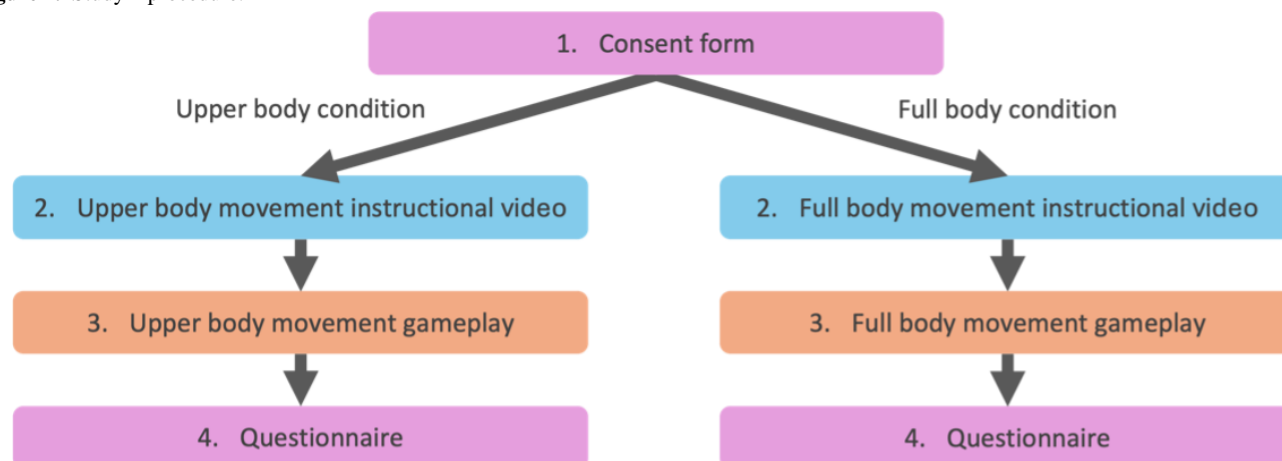 1. Consent form
Upper body condition
Full body condition
2. Upper body movement instructional video
2. Full body movement instructional video
3. Upper body movement gameplay
3. Full body movement gameplay
4. Questionnaire
4. Questionnaire